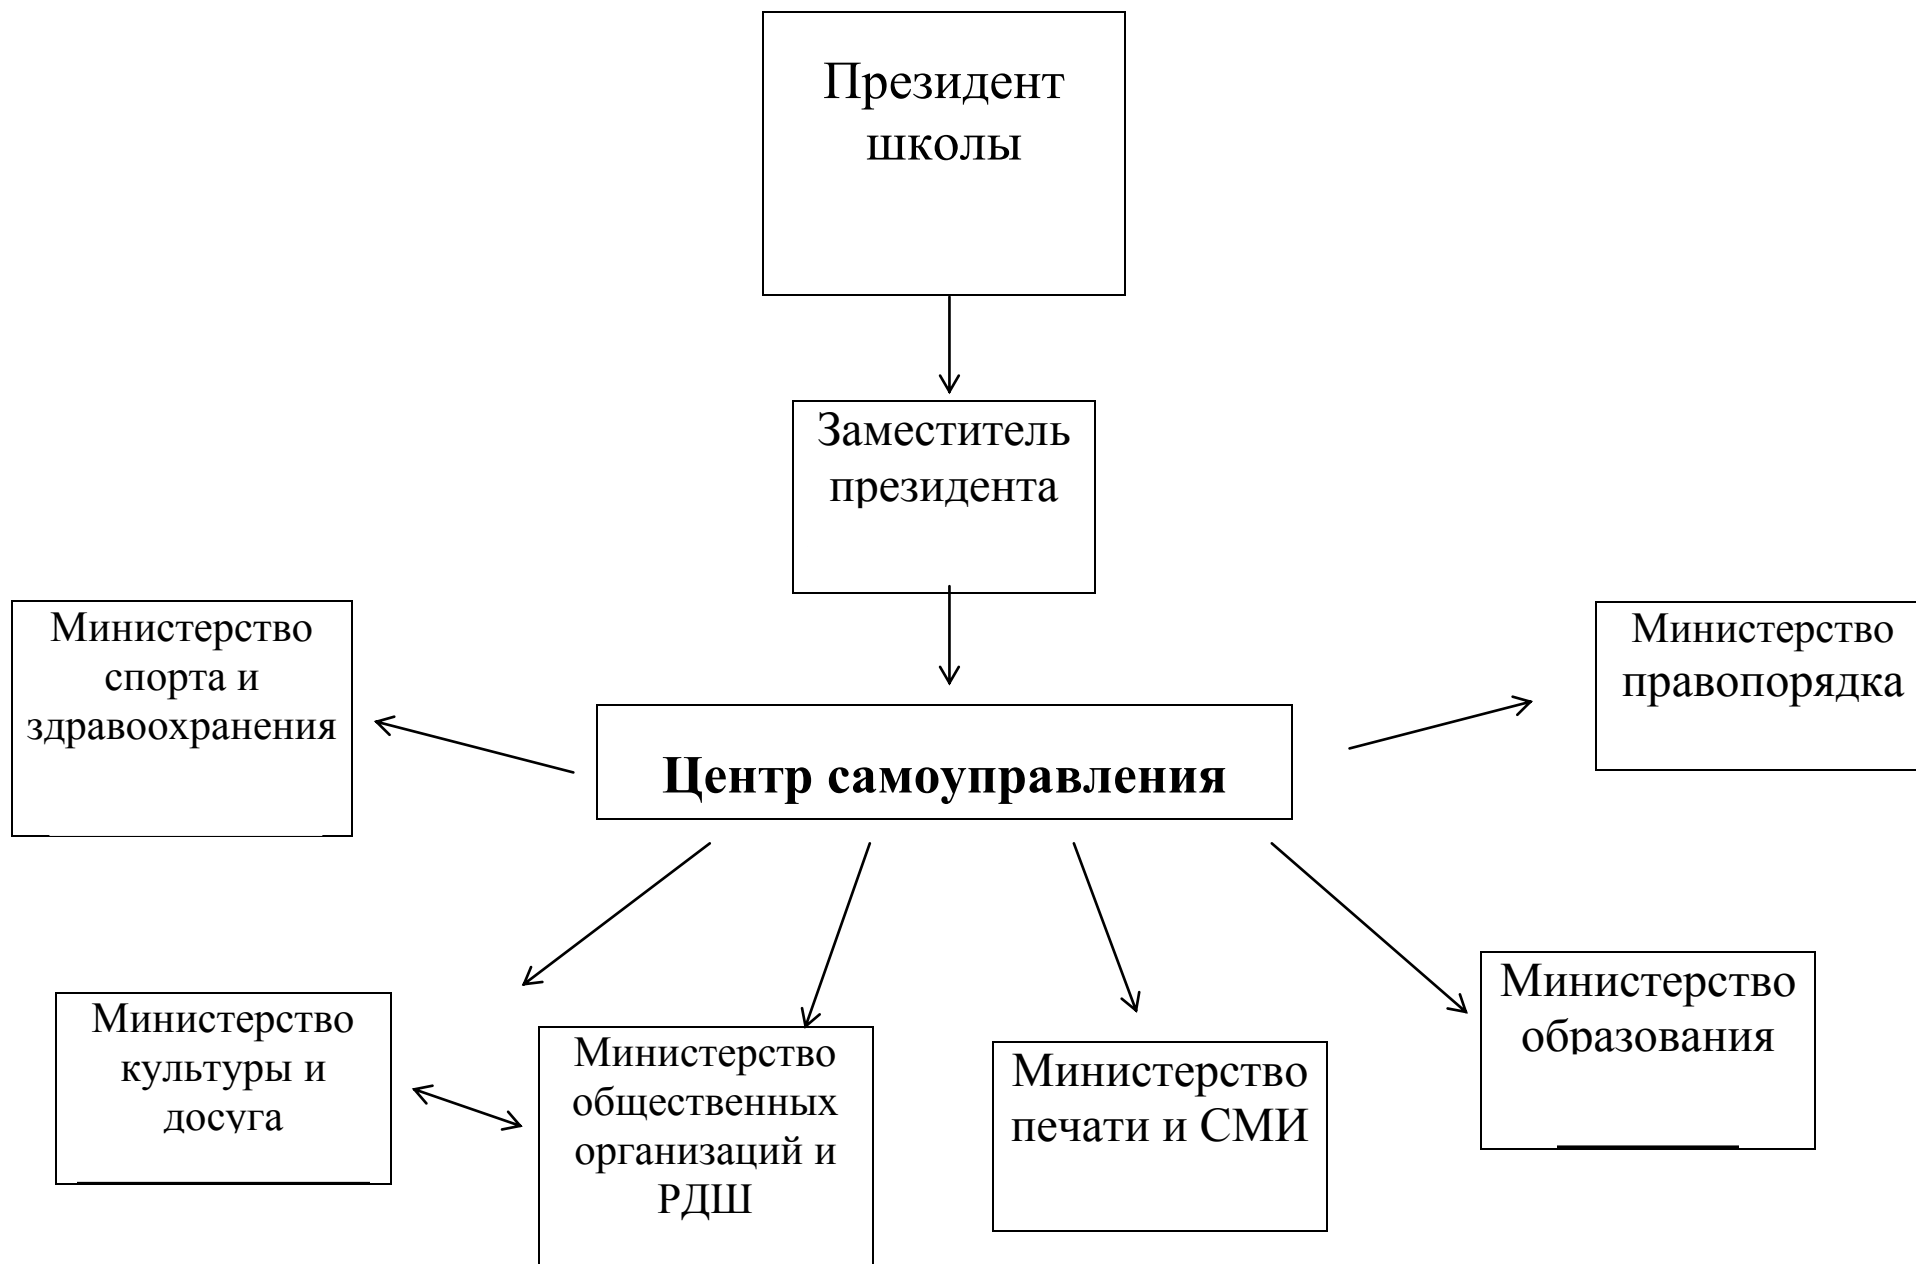 Президент
школы
Заместитель
президента
Министерство
спорта и
здравоохранения
Министерство
правопорядка
Центр самоуправления
Министерство
культуры и
досуга
Министерство
общественных
организаций и
РДШ
Министерство
печати и СМИ
Министерство
образования